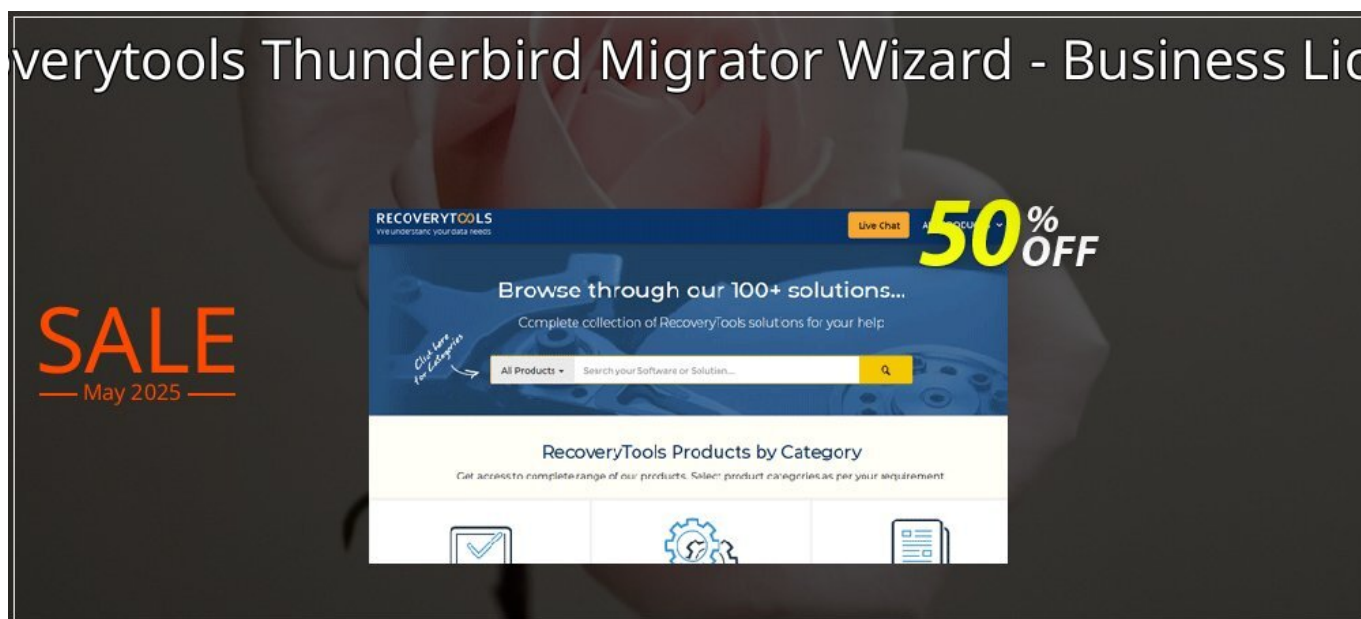 verytools Thunderbird Migrator Wizard - Business Lic
RECOVERYTOOLS
We understand your data needs
Live Chat
50% OFF
SALE
May 2025
Browse through our 100+ solutions...
Complete collection of RecoveryTools solutions for your help
Click here
for Categories
All Products
Search your Software or Solution...
RecoveryTools Products by Category
Get access to complete range of our products. Select product categories as per your requirement